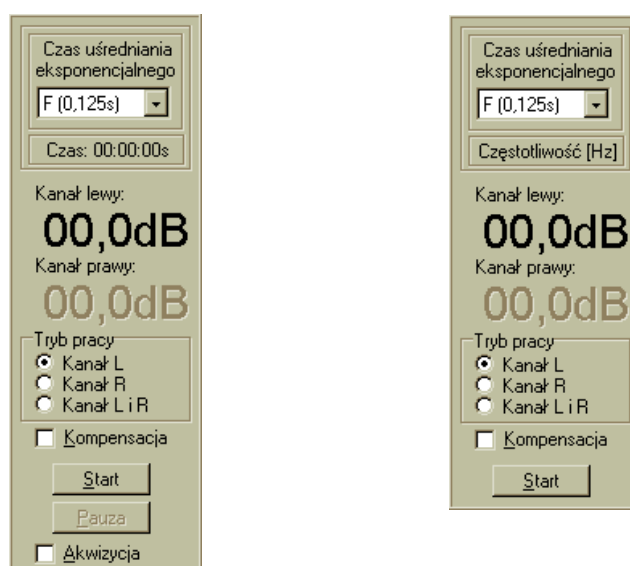 Czas uśredniania
eksponencjalnego
F (0,125s)
Czas: 00:00:00s
Kanał lewy:
00,0dB
Kanał prawy:
00,0dB
Tryb pracy
Kanał L
Kanał R
Kanał L i R
Kompensacja
Start
Pauza
Akwizycja
Czas uśredniania
eksponencjalnego
F (0,125s)
Częstotliwość [Hz]
Kanał lewy:
00,0dB
Kanał prawy:
00,0dB
Tryb pracy
Kanał L
Kanał R
Kanał L i R
Kompensacja
Start